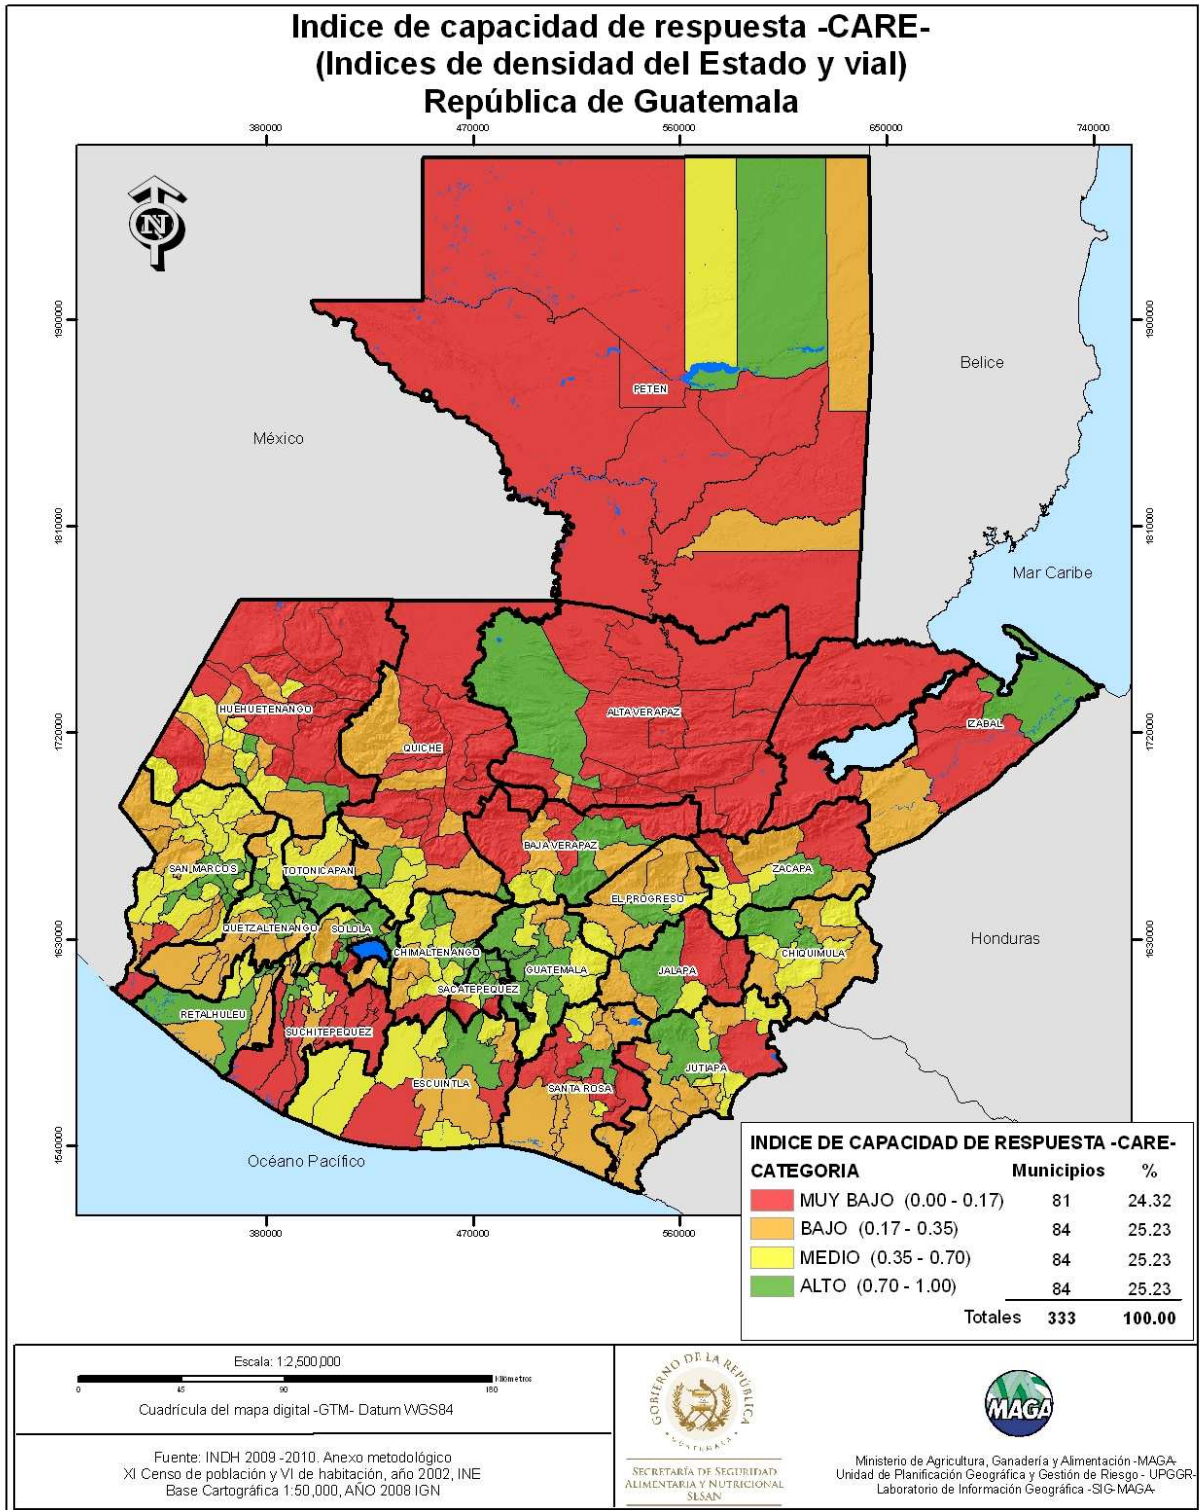 Indice de capacidad de respuesta -CARE-
(Indices de densidad del Estado y vial)
República de Guatemala
380000 470000 560000 650000 740000
N
1900000 1900000
Belice
PETEN
México
1810000 1810000
Mar Caribe
HUEHUETENANGO
ALTA VERAPAZ
IZABAL
1720000 1720000
QUICHE
BAJA VERAPAZ
SAN MARCOS
TOTONICAPAN
ZACAPA
EL PROGRESO
QUETZALTENANGO
SOLOLA
1630000 1630000
Honduras
CHIMALTENANGO
CHIQUIMULA
GUATEMALA
JALAPA
SACATEPEQUEZ
RETALHULEU
SUCHITEPEQUEZ
JUTIAPA
ESCUINTLA
SANTA ROSA
1540000
Océano Pacífico
380000 470000 560000
INDICE DE CAPACIDAD DE RESPUESTA -CARE-
CATEGORIA Municipios %
MUY BAJO (0.00 - 0.17) 81 24.32
BAJO (0.17 - 0.35) 84 25.23
MEDIO (0.35 - 0.70) 84 25.23
ALTO (0.70 - 1.00) 84 25.23
Totales 333 100.00
Escala: 1:2,500,000
0 45 90 180 Kilómetros
Cuadrícula del mapa digital -GTM- Datum WGS84
Fuente: INDH 2009 -2010. Anexo metodológico
XI Censo de población y VI de habitación, año 2002, INE
Base Cartográfica 1:50,000, AÑO 2008 IGN
GOBIERNO DE LA REPÚBLICA
GUATEMALA
SECRETARÍA DE SEGURIDAD
ALIMENTARIA Y NUTRICIONAL
SESAN
MAGA
Ministerio de Agricultura, Ganadería y Alimentación -MAGA-
Unidad de Planificación Geográfica y Gestión de Riesgo - UPGGR-
Laboratorio de Información Geográfica -SIG-MAGA-